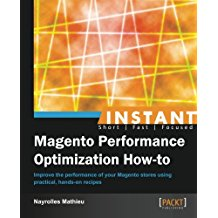 INSTANT
Short | Fast | Focused
Magento Performance
Optimization How-to
Improve the performance of your Magento stores using
practical, hands-on recipes
Nayrolles Mathieu
[PACKT]
PUBLISHING